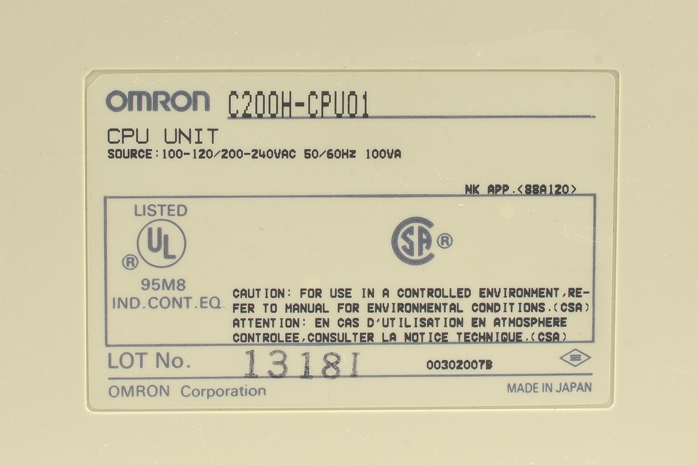 OMRON C200H-CPU01
CPU UNIT
SOURCE:100-120/200-240VAC 50/60Hz 100VA
NK APP.<88A120>
LISTED
UL ®
95M8
IND.CONT.EQ.
SA ®
CAUTION: FOR USE IN A CONTROLLED ENVIRONMENT,RE-
FER TO MANUAL FOR ENVIRONMENTAL CONDITIONS.(CSA)
ATTENTION: EN CAS D'UTILISATION EN ATMOSPHERE
CONTROLEE,CONSULTER LA NOTICE TECHNIQUE.(CSA)
LOT No. 13181 00302007B
OMRON Corporation MADE IN JAPAN